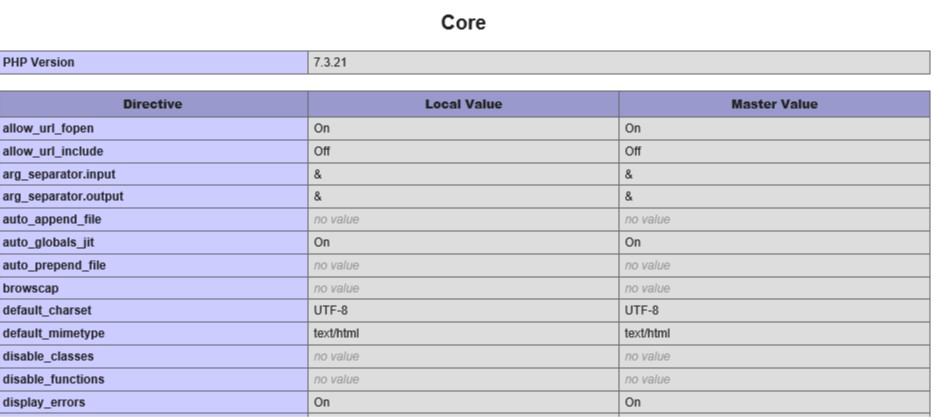 Core
PHP Version 7.3.21
Directive Local Value Master Value
allow_url_fopen On On
allow_url_include Off Off
arg_separator.input & &
arg_separator.output & &
auto_append_file no value no value
auto_globals_jit On On
auto_prepend_file no value no value
browscap no value no value
default_charset UTF-8 UTF-8
default_mimetype text/html text/html
disable_classes no value no value
disable_functions no value no value
display_errors On On